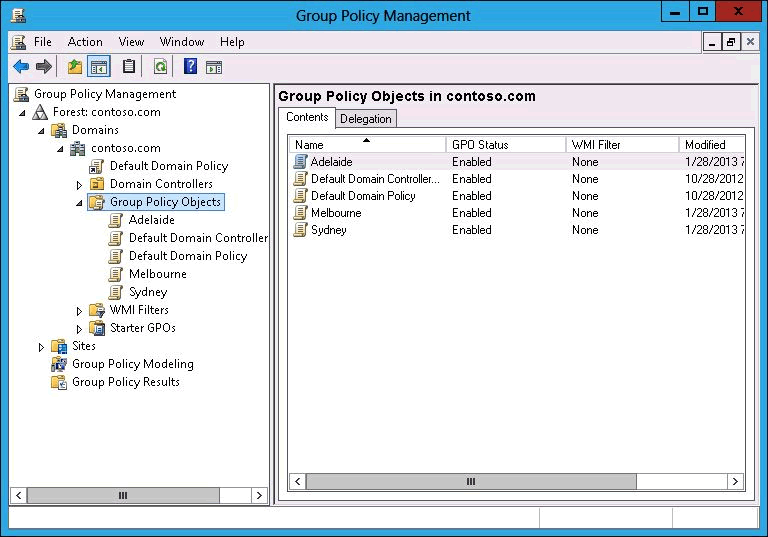 Group Policy Management
File Action View Window Help
Group Policy Management
Forest: contoso.com
Domains
contoso.com
Default Domain Policy
Domain Controllers
Group Policy Objects
Adelaide
Default Domain Controller
Default Domain Policy
Melbourne
Sydney
WMI Filters
Starter GPOs
Sites
Group Policy Modeling
Group Policy Results
Group Policy Objects in contoso.com
Contents Delegation
Name GPO Status WMI Filter Modified
Adelaide Enabled None 1/28/2013 7
Default Domain Controller... Enabled None 10/28/2012
Default Domain Policy Enabled None 10/28/2012
Melbourne Enabled None 1/28/2013 7
Sydney Enabled None 1/28/2013 7